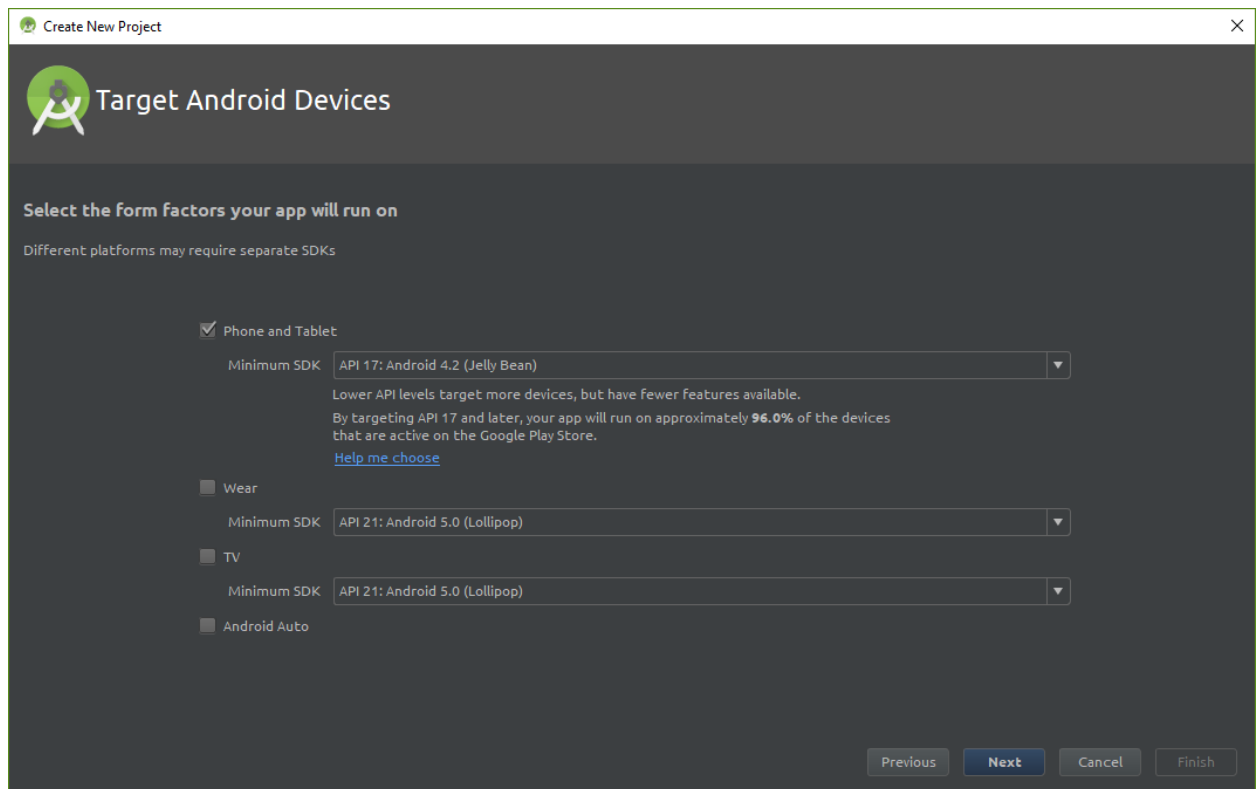 Create New Project
Target Android Devices
Select the form factors your app will run on
Different platforms may require separate SDKs
Phone and Tablet
Minimum SDK API 17: Android 4.2 (Jelly Bean)
Lower API levels target more devices, but have fewer features available.
By targeting API 17 and later, your app will run on approximately 96.0% of the devices
that are active on the Google Play Store.
Help me choose
Wear
Minimum SDK API 21: Android 5.0 (Lollipop)
TV
Minimum SDK API 21: Android 5.0 (Lollipop)
Android Auto
Previous Next Cancel Finish